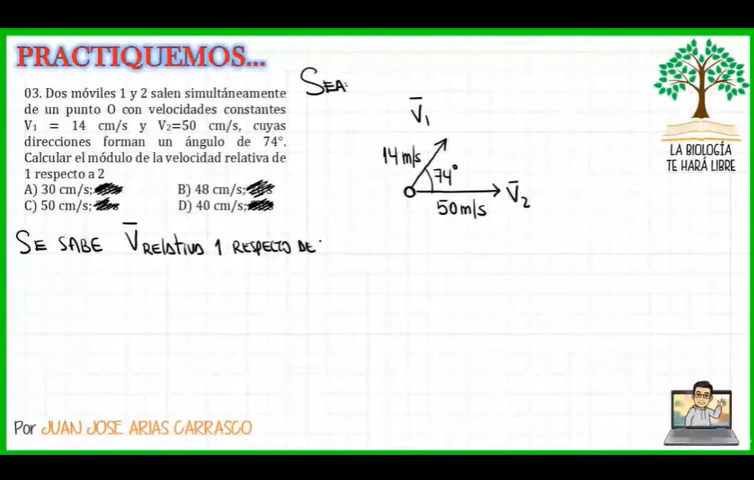 PRACTIQUEMOS...
03. Dos móviles 1 y 2 salen simultáneamente
de un punto O con velocidades constantes
V₁ = 14 cm/s y V₂=50 cm/s, cuyas
direcciones forman un ángulo de 74°.
Calcular el módulo de la velocidad relativa de
1 respecto a 2
A) 30 cm/s; B) 48 cm/s;
C) 50 cm/s; D) 40 cm/s;
SEA:
V̅₁
14 m/s
74°
50 m/s
V̅₂
SE SABE V̅ RELATIVA 1 RESPECTO DE
LA BIOLOGÍA
TE HARÁ LIBRE
Por JUAN JOSE ARIAS CARRASCO